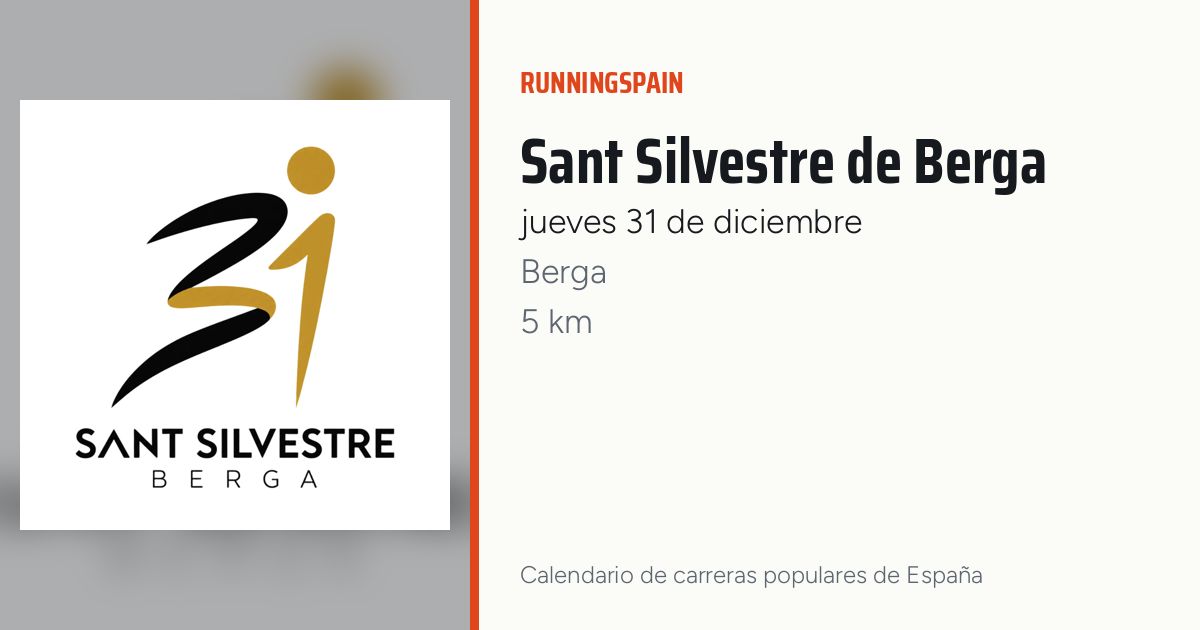 31
SANT SILVESTRE
BERGA
RUNNINGSPAIN
Sant Silvestre de Berga
jueves 31 de diciembre
Berga
5 km
Calendario de carreras populares de España